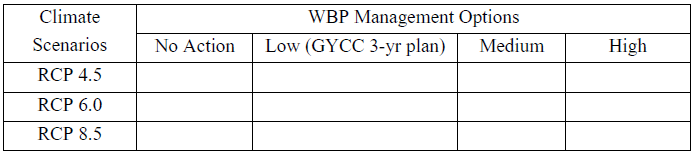 Climate
Scenarios
WBP Management Options
No Action
Low (GYCC 3-yr plan)
Medium
High
RCP 4.5
RCP 6.0
RCP 8.5